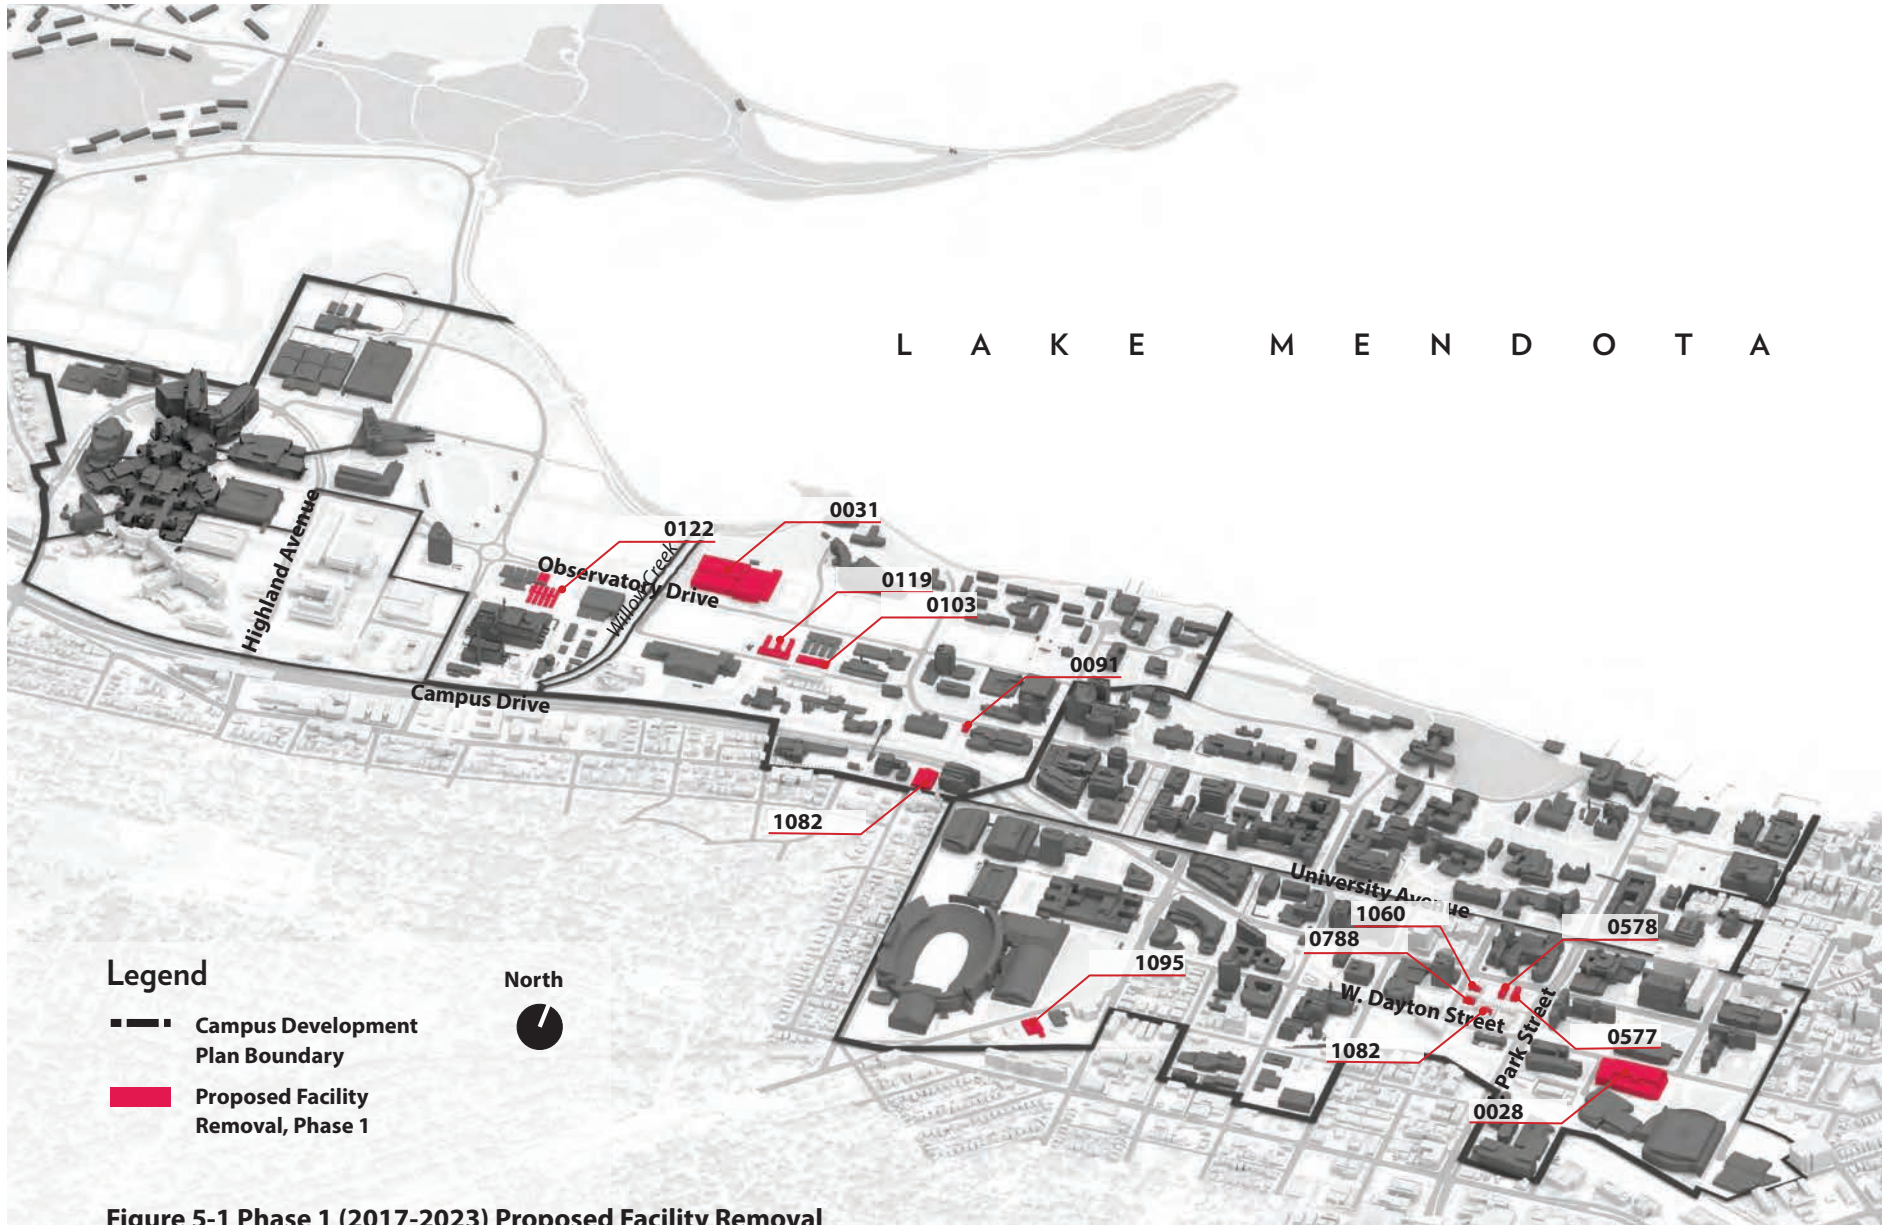 LAKE MENDOTA
0031
0122
Observatory Drive
Willow Creek
0119
0103
Highland Avenue
0091
Campus Drive
1082
University Avenue
1060
0578
0788
1095
W. Dayton Street
Park Street
0577
1082
0028
Legend
North
Campus Development
Plan Boundary
Proposed Facility
Removal, Phase 1
Figure 5-1 Phase 1 (2017-2023) Proposed Facility Removal